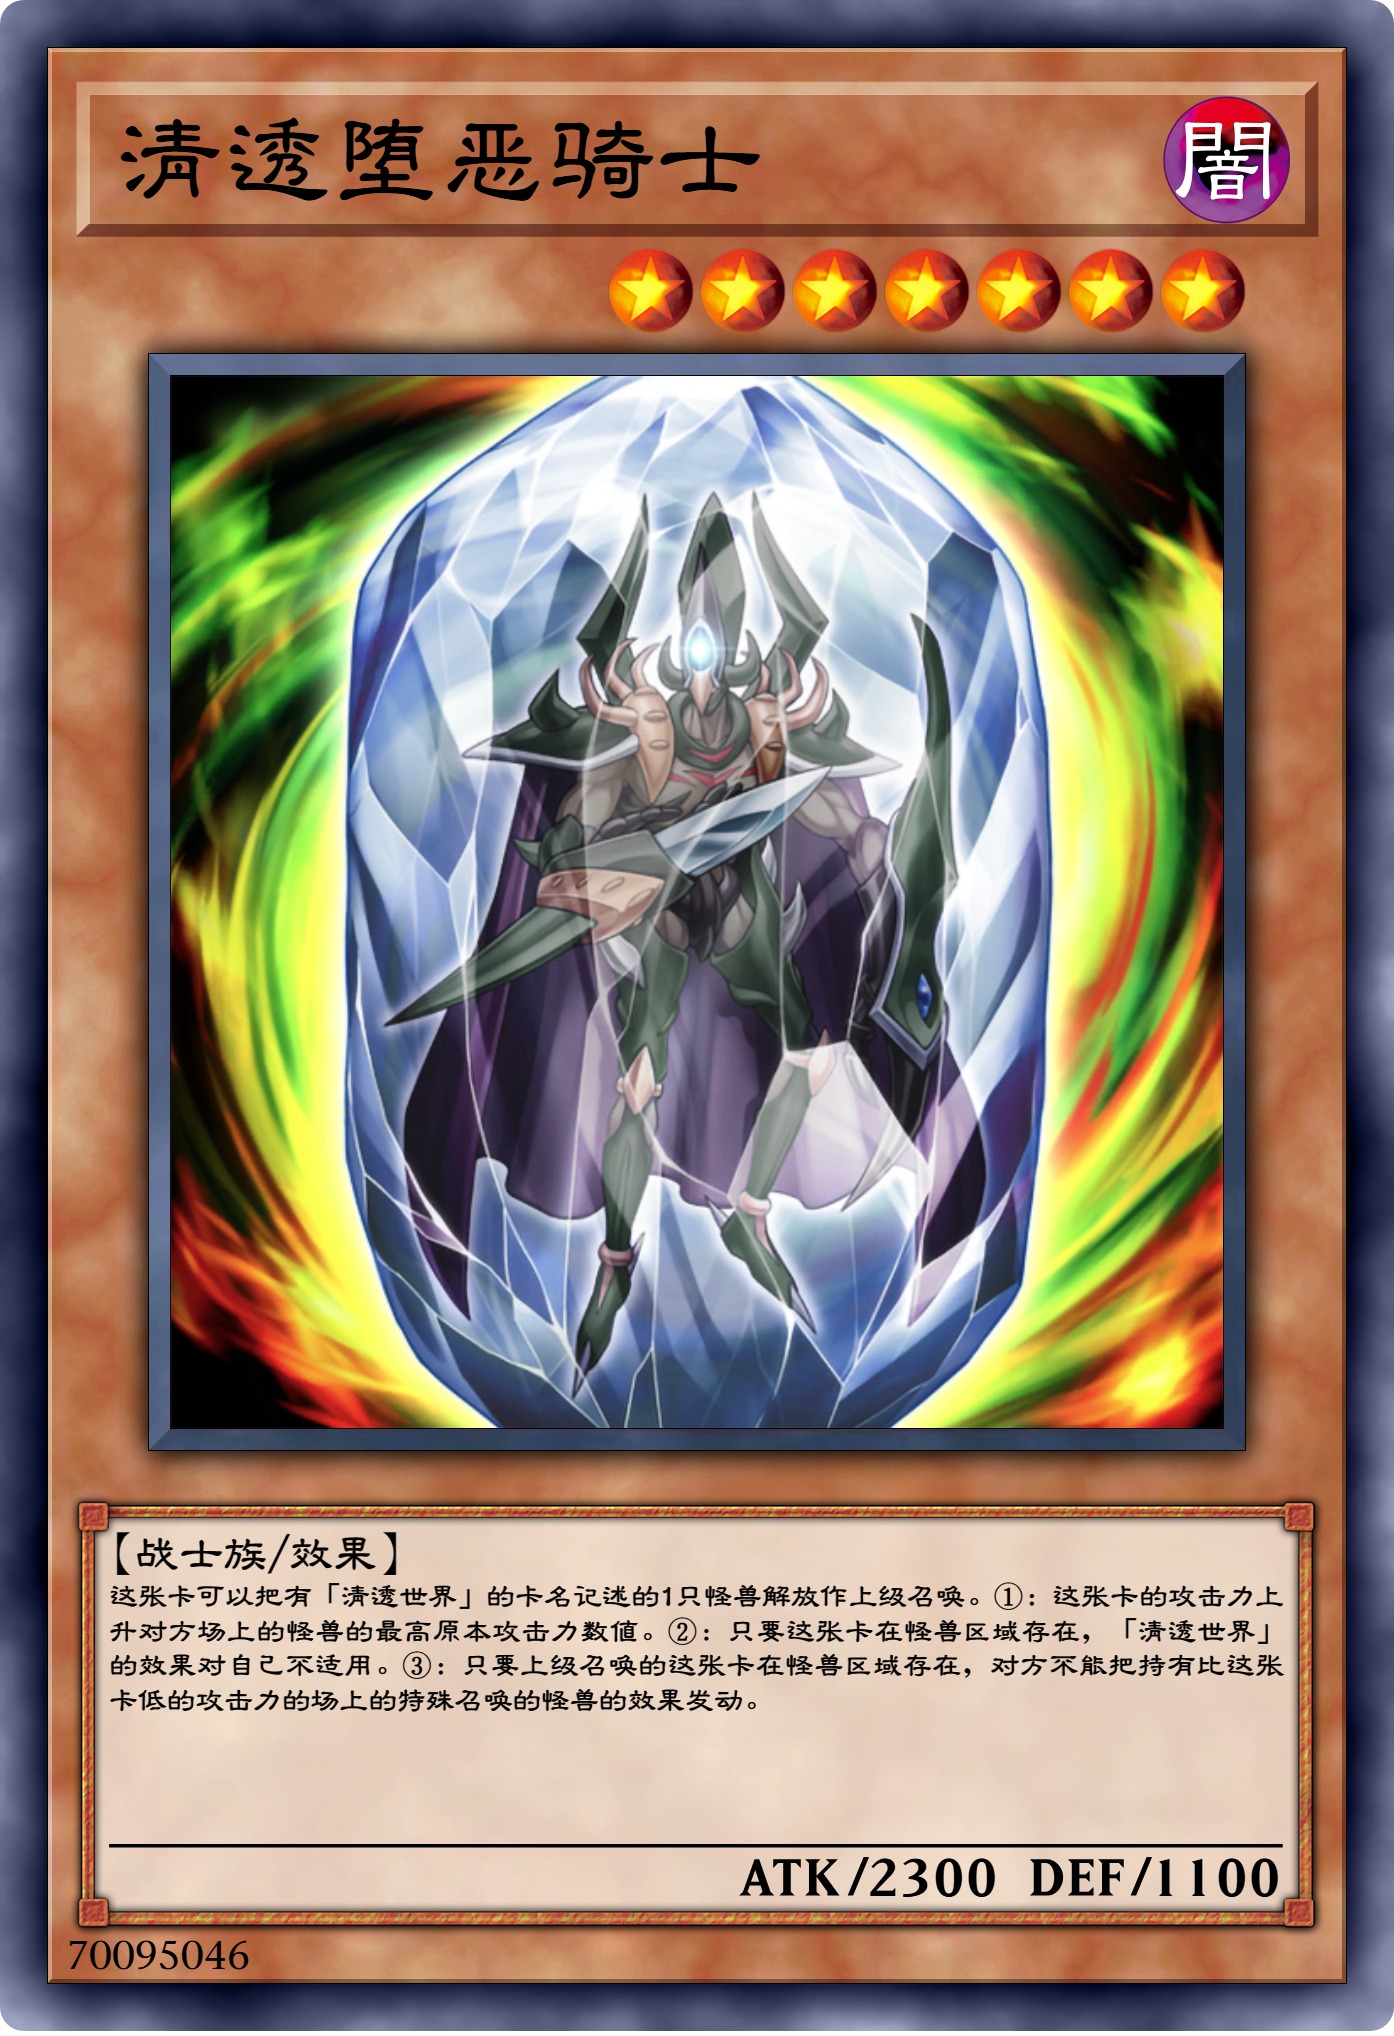 清透堕恶骑士
闇
【战士族/效果】
这张卡可以把有「清透世界」的卡名记述的1只怪兽解放作上级召唤。①：这张卡的攻击力上
升对方场上的怪兽的最高原本攻击力数値。②：只要这张卡在怪兽区域存在，「清透世界」
的效果对自己不适用。③：只要上级召唤的这张卡在怪兽区域存在，对方不能把持有比这张
卡低的攻击力的场上的特殊召唤的怪兽的效果发动。
ATK/2300 DEF/1100
70095046